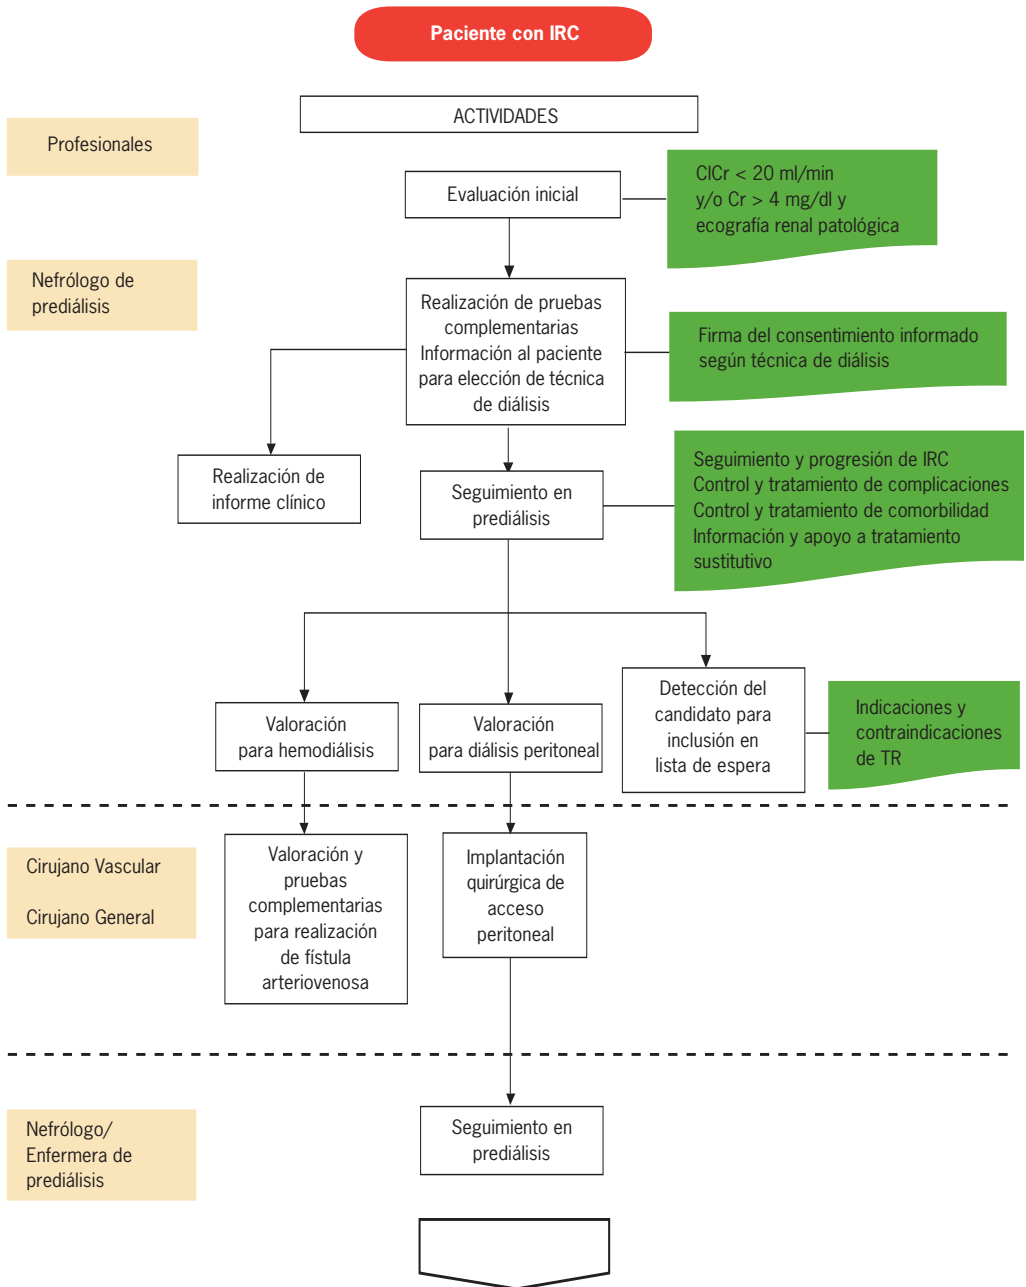 Paciente con IRC
ACTIVIDADES
Profesionales
Evaluación inicial
ClCr < 20 ml/min
y/o Cr > 4 mg/dl y
ecografía renal patológica
Nefrólogo de
prediálisis
Realización de pruebas
complementarias
Información al paciente
para elección de técnica
de diálisis
Firma del consentimiento informado
según técnica de diálisis
Realización de
informe clínico
Seguimiento en
prediálisis
Seguimiento y progresión de IRC
Control y tratamiento de complicaciones
Control y tratamiento de comorbilidad
Información y apoyo a tratamiento
sustitutivo
Valoración
para hemodiálisis
Valoración
para diálisis peritoneal
Detección del
candidato para
inclusión en
lista de espera
Indicaciones y
contraindicaciones
de TR
Cirujano Vascular
Cirujano General
Valoración y
pruebas
complementarias
para realización
de fístula
arteriovenosa
Implantación
quirúrgica de
acceso
peritoneal
Nefrólogo/
Enfermera de
prediálisis
Seguimiento en
prediálisis